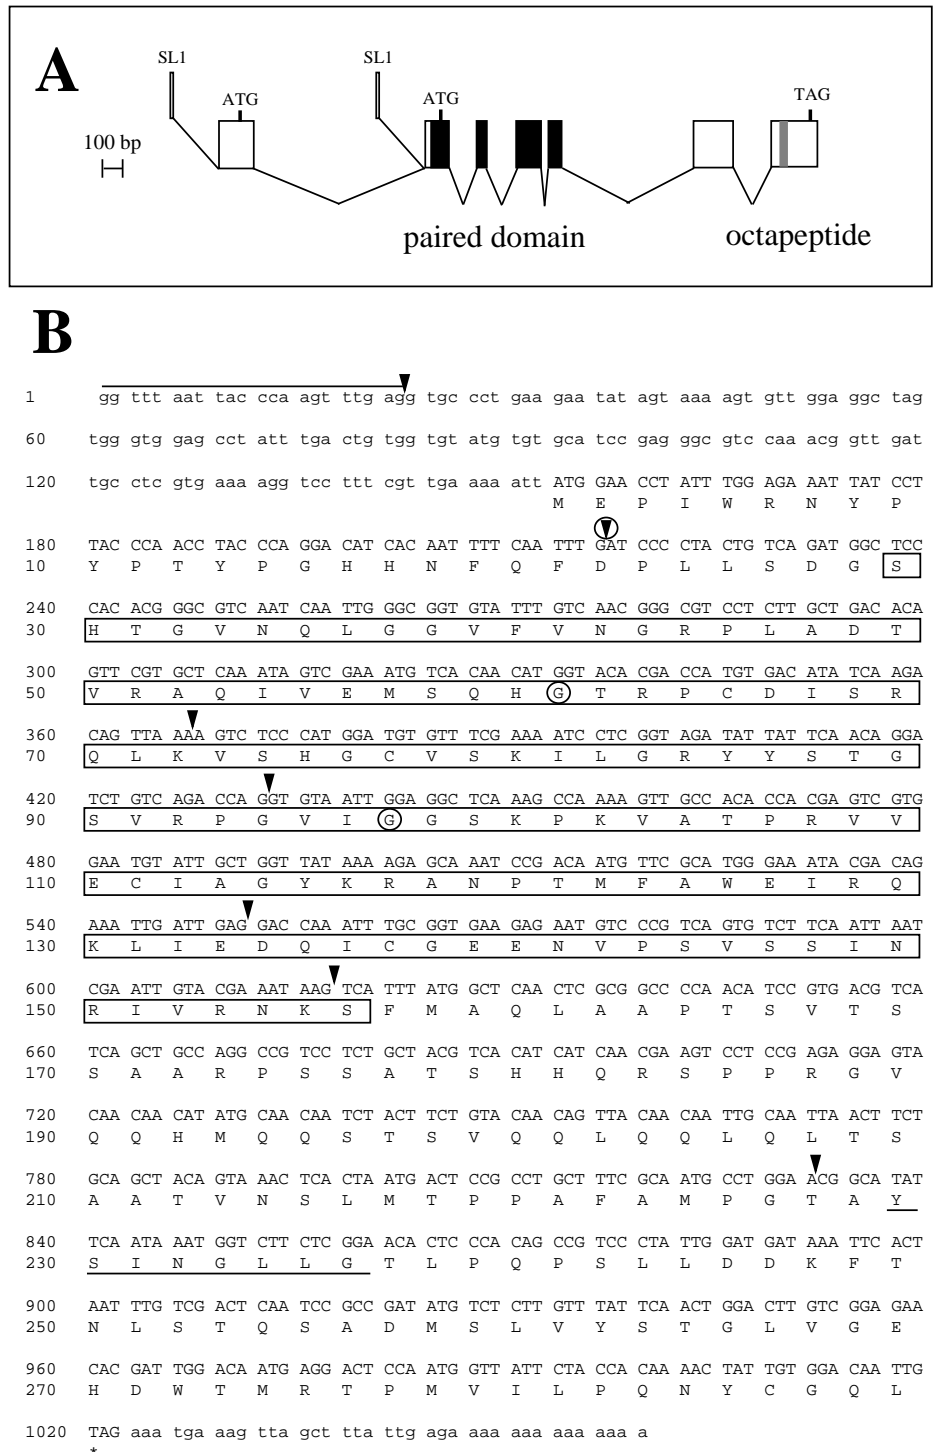 A
SL1 SL1
ATG ATG TAG
100 bp
paired domain octapeptide
B
1 gg ttt aat tac cca agt ttg agg tgc cct gaa gaa tat agt aaa agt gtt gga ggc tag
60 tgg gtg gag cct att tga ctg tgg tgt atg tgt gca tcc gag ggc gtc caa acg gtt gat
120 tgc ctc gtg aaa agg tcc ttt cgt tga aaa att ATG GAA CCT ATT TGG AGA AAT TAT CCT
M E P I W R N Y P
180 TAC CCA ACC TAC CCA GGA CAT CAC AAT TTT CAA TTT GAT CCC CTA CTG TCA GAT GGC TCC
10 Y P T Y P G H H N F Q F D P L L S D G S
240 CAC ACG GGC GTC AAT CAA TTG GGC GGT GTA TTT GTC AAC GGG CGT CCT CTT GCT GAC ACA
30 H T G V N Q L G G V F V N G R P L A D T
300 GTT CGT GCT CAA ATA GTC GAA ATG TCA CAA CAT GGT ACA CGA CCA TGT GAC ATA TCA AGA
50 V R A Q I V E M S Q H G T R P C D I S R
360 CAG TTA AAA GTC TCC CAT GGA TGT GTT TCG AAA ATC CTC GGT AGA TAT TAT TCA ACA GGA
70 Q L K V S H G C V S K I L G R Y Y S T G
420 TCT GTC AGA CCA GGT GTA ATT GGA GGC TCA AAG CCA AAA GTT GCC ACA CCA CGA GTC GTG
90 S V R P G V I G G S K P K V A T P R V V
480 GAA TGT ATT GCT GGT TAT AAA AGA GCA AAT CCG ACA ATG TTC GCA TGG GAA ATA CGA CAG
110 E C I A G Y K R A N P T M F A W E I R Q
540 AAA TTG ATT GAG GAC CAA ATT TGC GGT GAA GAG AAT GTC CCG TCA GTG TCT TCA ATT AAT
130 K L I E D Q I C G E E N V P S V S S I N
600 CGA ATT GTA CGA AAT AAG TCA TTT ATG GCT CAA CTC GCG GCC CCA ACA TCC GTG ACG TCA
150 R I V R N K S F M A Q L A A P T S V T S
660 TCA GCT GCC AGG CCG TCC TCT GCT ACG TCA CAT CAT CAA CGA AGT CCT CCG AGA GGA GTA
170 S A A R P S S A T S H H Q R S P P R G V
720 CAA CAA CAT ATG CAA CAA TCT ACT TCT GTA CAA CAG TTA CAA CAA TTG CAA TTA ACT TCT
190 Q Q H M Q Q S T S V Q Q L Q Q L Q L T S
780 GCA GCT ACA GTA AAC TCA CTA ATG ACT CCG CCT GCT TTC GCA ATG CCT GGA ACG GCA TAT
210 A A T V N S L M T P P A F A M P G T A Y
840 TCA ATA AAT GGT CTT CTC GGA ACA CTC CCA CAG CCG TCC CTA TTG GAT GAT AAA TTC ACT
230 S I N G L L G T L P Q P S L L D D K F T
900 AAT TTG TCG ACT CAA TCC GCC GAT ATG TCT CTT GTT TAT TCA ACT GGA CTT GTC GGA GAA
250 N L S T Q S A D M S L V Y S T G L V G E
960 CAC GAT TGG ACA ATG AGG ACT CCA ATG GTT ATT CTA CCA CAA AAC TAT TGT GGA CAA TTG
270 H D W T M R T P M V I L P Q N Y C G Q L
1020 TAG aaa tga aag tta gct tta ttg aga aaa aaa aaa aaa a
*